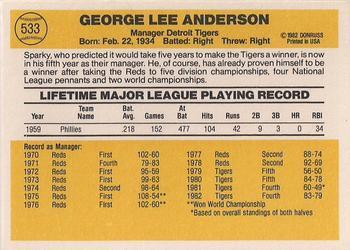 533
GEORGE LEE ANDERSON
Manager Detroit Tigers
Born: Feb. 22, 1934 Batted: Right Threw: Right
© 1982 DONRUSS
Printed in USA
Sparky, who predicted it would take five years to make the Tigers a winner, is now
in his fifth year as their manager. He, of course, has already proven himself to be
a winner after taking the Reds to five division championships, four National
League pennants and two world championships.
LIFETIME MAJOR LEAGUE PLAYING RECORD
Year Team Bat. Avg. G AB R H 2B 3B HR RBI
1959 Phillies .218 152 477 104 42 9 3 0 34
Record as Manager:
1970 Reds First 102-60
1971 Reds Fourth 79-83
1972 Reds First 95-59
1973 Reds First 99-63
1974 Reds Second 98-64
1975 Reds First 108-54**
1976 Reds First 102-60**
1977 Reds Second 88-74
1978 Reds Second 92-69
1979 Tigers Fifth 56-50
1980 Tigers Fifth 84-78
1981 Tigers Fourth 60-49*
1982 Tigers Fourth 83-79
**Won World Championship
*Based on overall standings of both halves